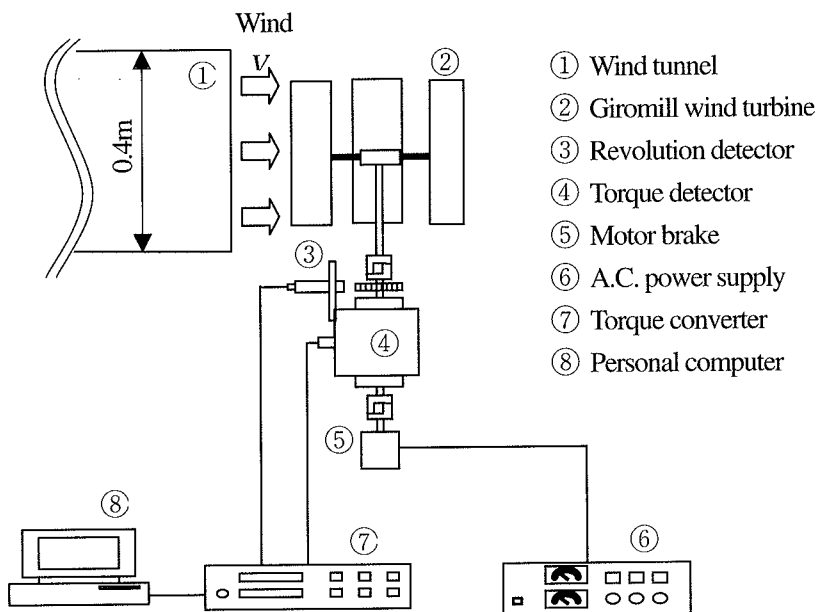 Wind
V
①
②
0.4m
③
④
⑤
⑥
⑦
⑧
① Wind tunnel
② Giromill wind turbine
③ Revolution detector
④ Torque detector
⑤ Motor brake
⑥ A.C. power supply
⑦ Torque converter
⑧ Personal computer